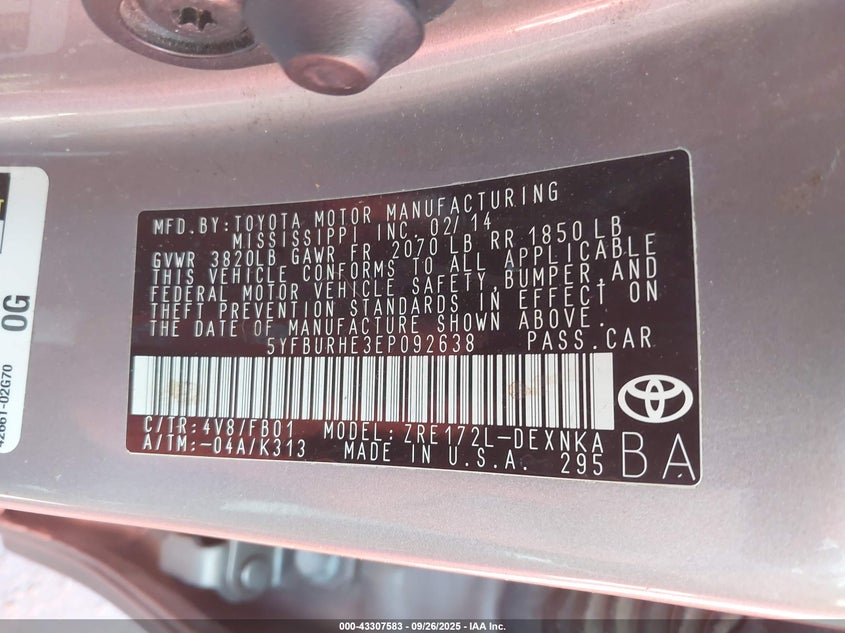 MFD.BY:TOYOTA MOTOR MANUFACTURING
MISSISSIPPI INC. 02/14
GVWR 3820LB GAWR FR 2070 LB RR 1850 LB
THIS VEHICLE CONFORMS TO ALL APPLICABLE
FEDERAL MOTOR VEHICLE SAFETY,BUMPER,AND
THEFT PREVENTION STANDARDS IN EFFECT ON
THE DATE OF MANUFACTURE SHOWN ABOVE.
5YFBURHE3EP092638 PASS.CAR
C/TR:4V87FB01 MODEL:ZRE172L-DEXNKA
A/TM:-04A/K313 MADE IN U.S.A. 295
BA
0G
42661-02G70
000-43307583 - 09/26/2025 - IAA Inc.